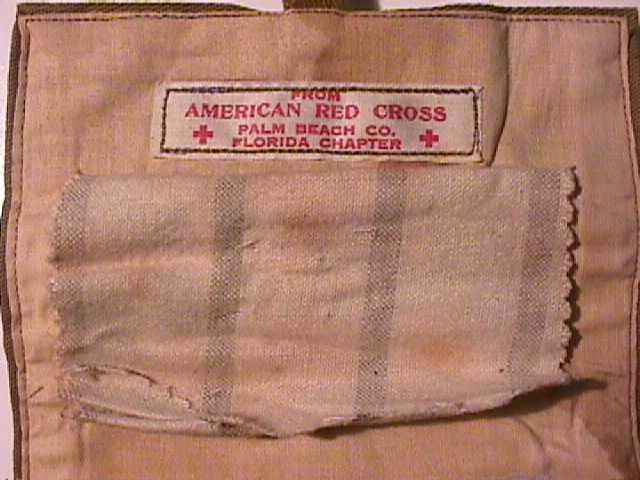 FROM
AMERICAN RED CROSS
PALM BEACH CO.
FLORIDA CHAPTER